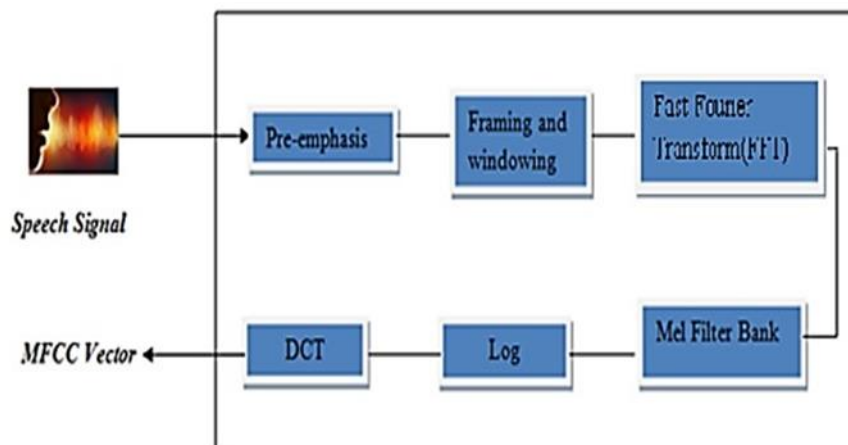 Pre-emphasis
Framing and
windowing
Fast Fourier
Transform(FFT)
Speech Signal
MFCC Vector
DCT
Log
Mel Filter Bank